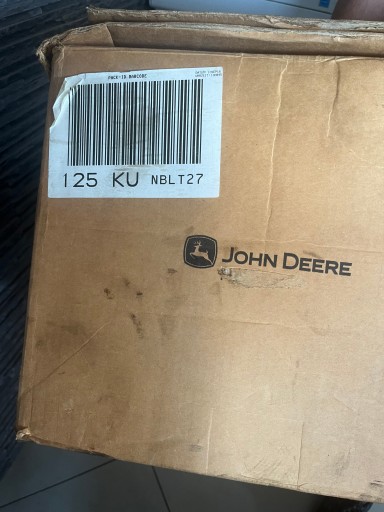 PACK-ID BARCODE
125 KU NBLT27
JOHN DEERE